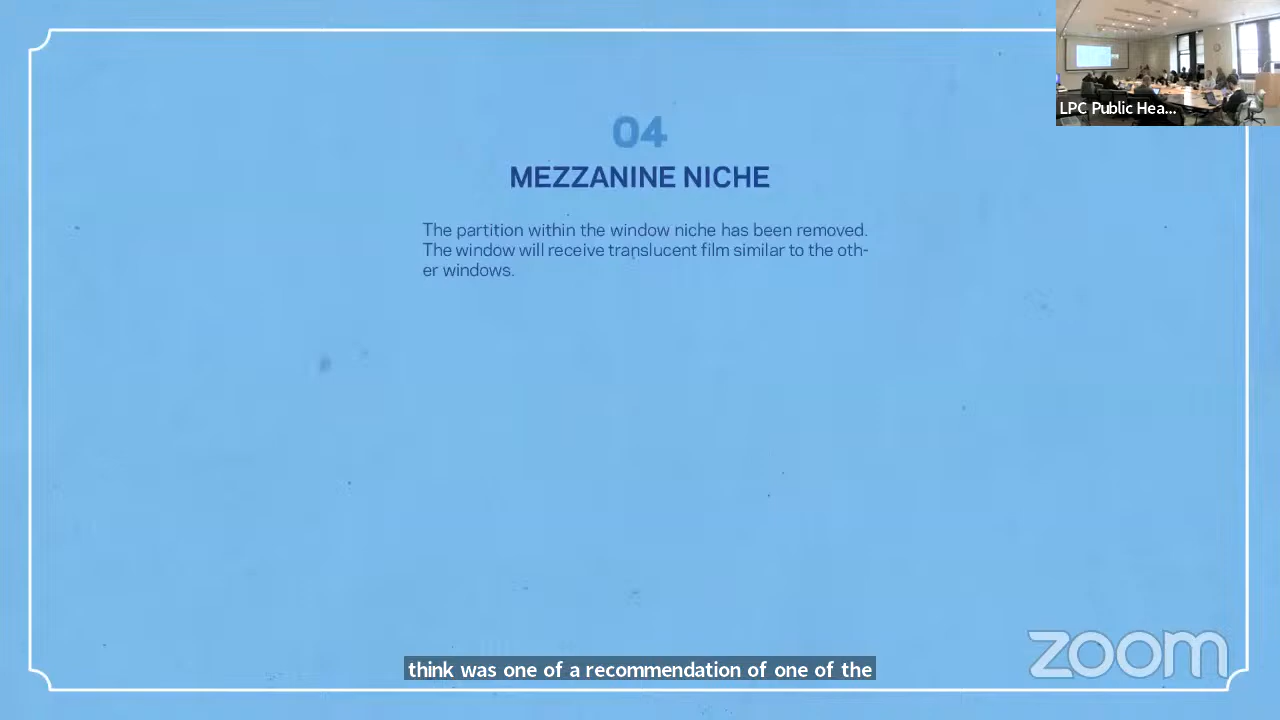 LPC Public Hea...
04
MEZZANINE NICHE
The partition within the window niche has been removed.
The window will receive translucent film similar to the oth-
er windows.
think was one of a recommendation of one of the
zoom